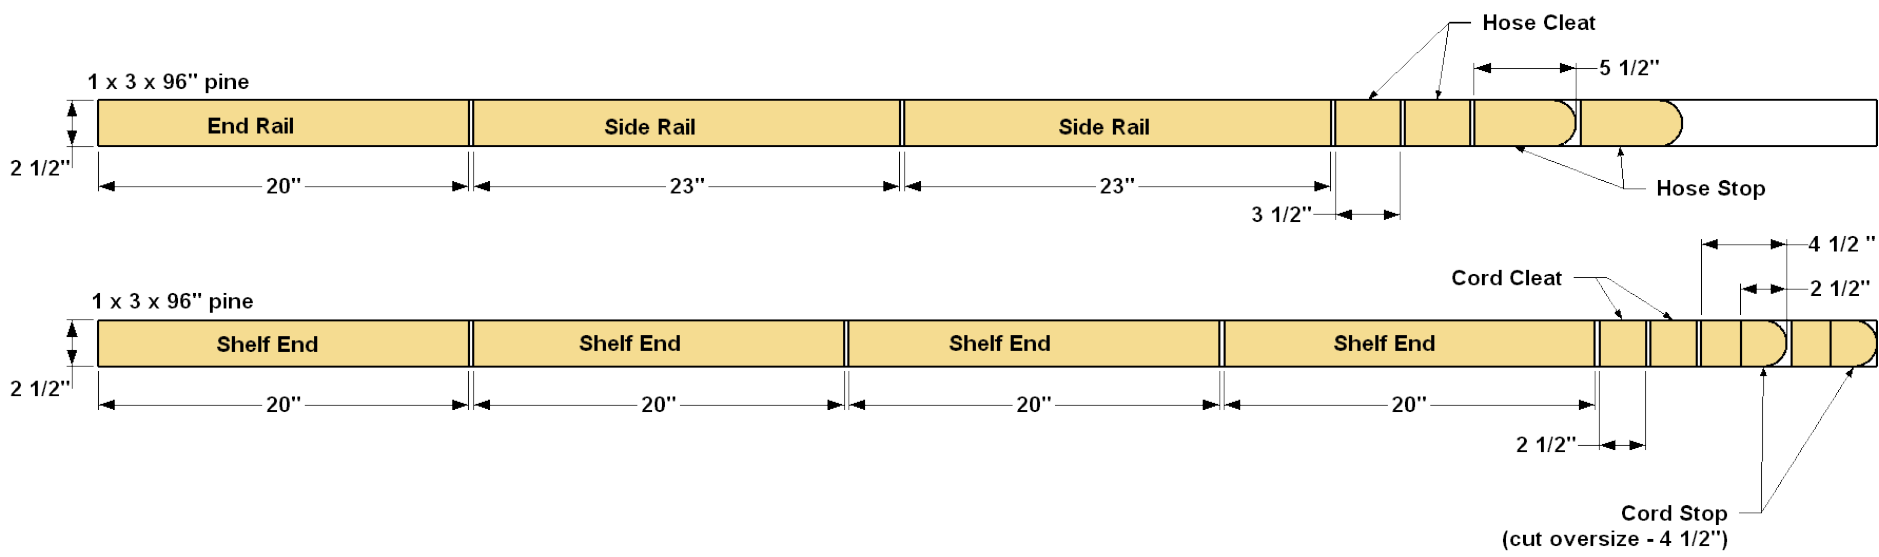 Hose Cleat
5 1/2"
1 x 3 x 96" pine
End Rail
Side Rail
Side Rail
2 1/2"
20"
23"
23"
Hose Stop
3 1/2"
4 1/2 "
Cord Cleat
2 1/2"
1 x 3 x 96" pine
Shelf End
Shelf End
Shelf End
Shelf End
2 1/2"
20"
20"
20"
20"
2 1/2"
Cord Stop
(cut oversize - 4 1/2")